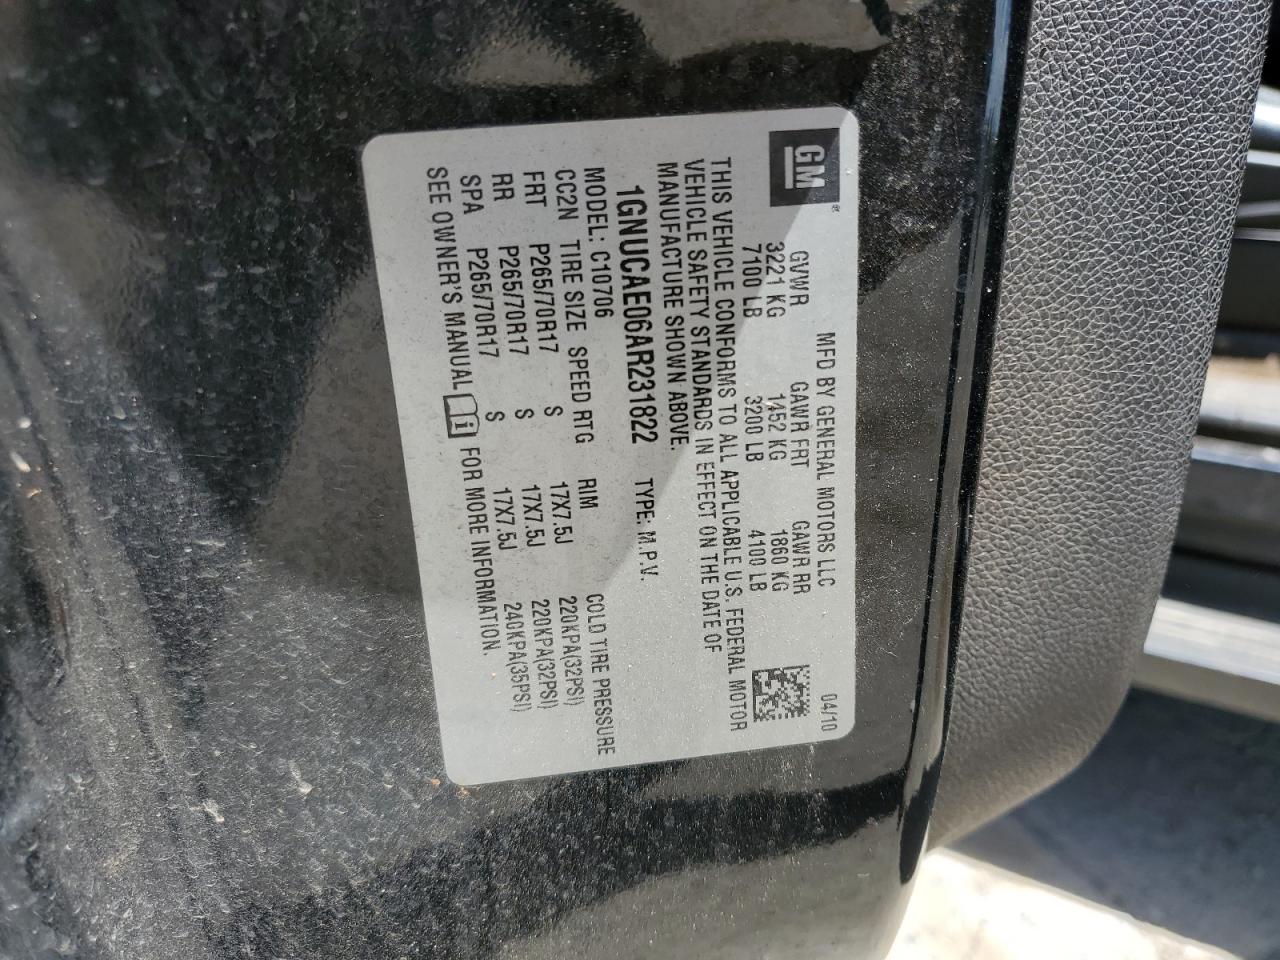 GM®
MFD BY GENERAL MOTORS LLC 04/10
GVWR GAWR FRT GAWR RR
3221 KG 1452 KG 1860 KG
7100 LB 3200 LB 4100 LB
THIS VEHICLE CONFORMS TO ALL APPLICABLE U.S. FEDERAL MOTOR
VEHICLE SAFETY STANDARDS IN EFFECT ON THE DATE OF
MANUFACTURE SHOWN ABOVE.
1GNUCAE06AR231822 TYPE: M.P.V.
MODEL: C10706
CC2N TIRE SIZE SPEED RTG RIM COLD TIRE PRESSURE
FRT P265/70R17 S 17X7.5J 220KPA(32PSI)
RR P265/70R17 S 17X7.5J 220KPA(32PSI)
SPA P265/70R17 S 17X7.5J 240KPA(35PSI)
SEE OWNER'S MANUAL i FOR MORE INFORMATION.